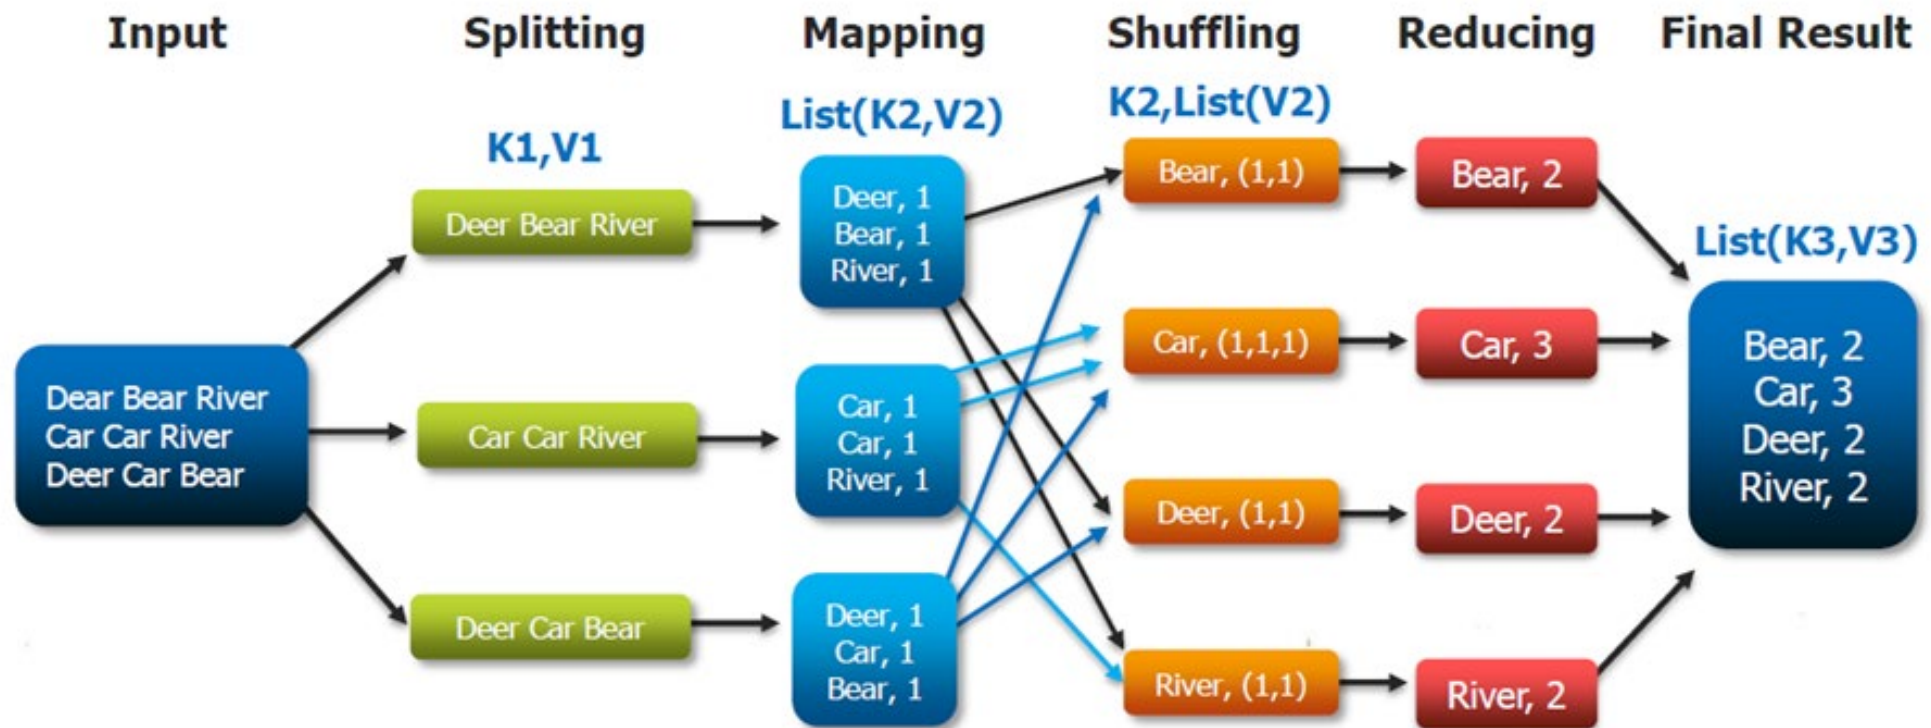 Input
Splitting
Mapping
Shuffling
Reducing
Final Result
K1,V1
List(K2,V2)
K2,List(V2)
List(K3,V3)
Dear Bear River
Car Car River
Deer Car Bear
Deer Bear River
Car Car River
Deer Car Bear
Deer, 1
Bear, 1
River, 1
Car, 1
Car, 1
River, 1
Deer, 1
Car, 1
Bear, 1
Bear, (1,1)
Car, (1,1,1)
Deer, (1,1)
River, (1,1)
Bear, 2
Car, 3
Deer, 2
River, 2
Bear, 2
Car, 3
Deer, 2
River, 2